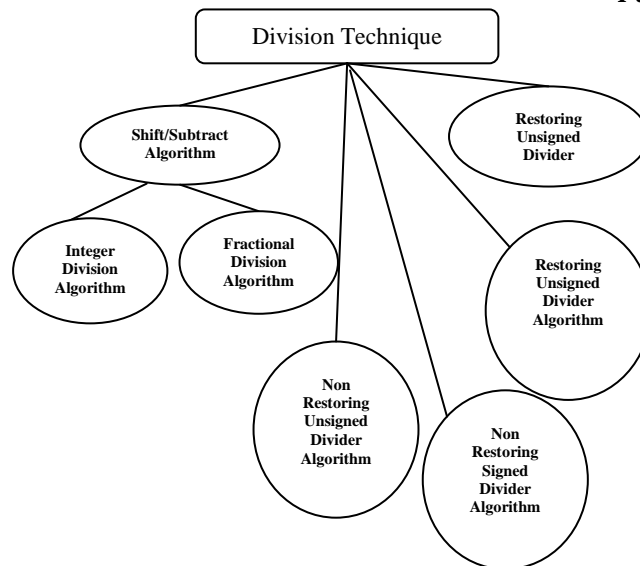 Division Technique
Shift/Subtract
Algorithm
Restoring
Unsigned
Divider
Integer
Division
Algorithm
Fractional
Division
Algorithm
Restoring
Unsigned
Divider
Algorithm
Non
Restoring
Unsigned
Divider
Algorithm
Non
Restoring
Signed
Divider
Algorithm